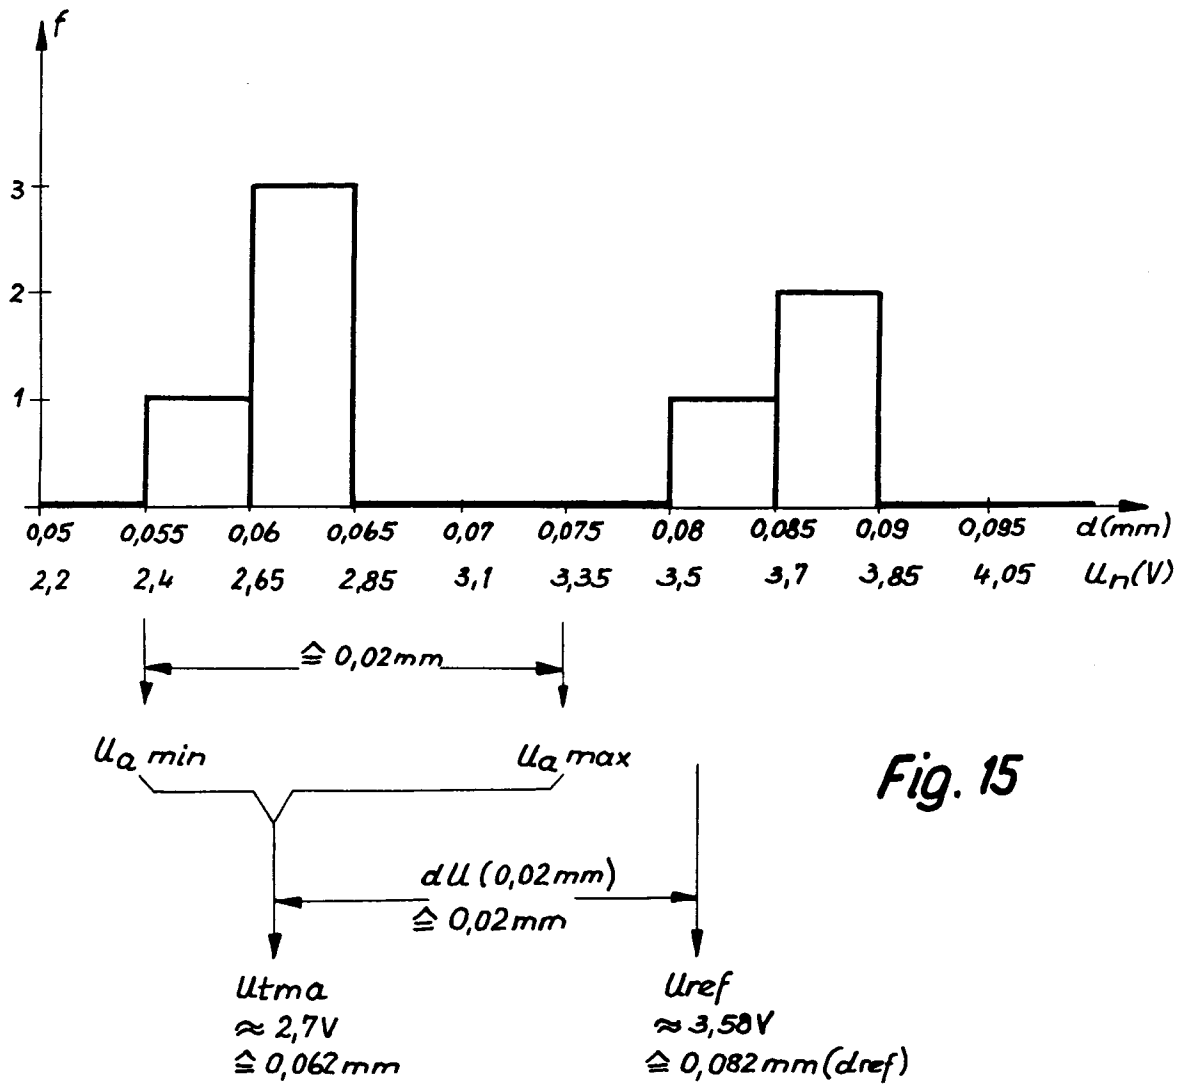 f
3
2
1
0,05 0,055 0,06 0,065 0,07 0,075 0,08 0,085 0,09 0,095 d(mm)
2,2 2,4 2,65 2,85 3,1 3,35 3,5 3,7 3,85 4,05 Un(V)
≙ 0,02mm
Ua min Ua max
Fig. 15
dU (0,02mm)
≙ 0,02mm
Utma Uref
≈ 2,7V ≈ 3,58V
≙ 0,062mm ≙ 0,082mm (dref)